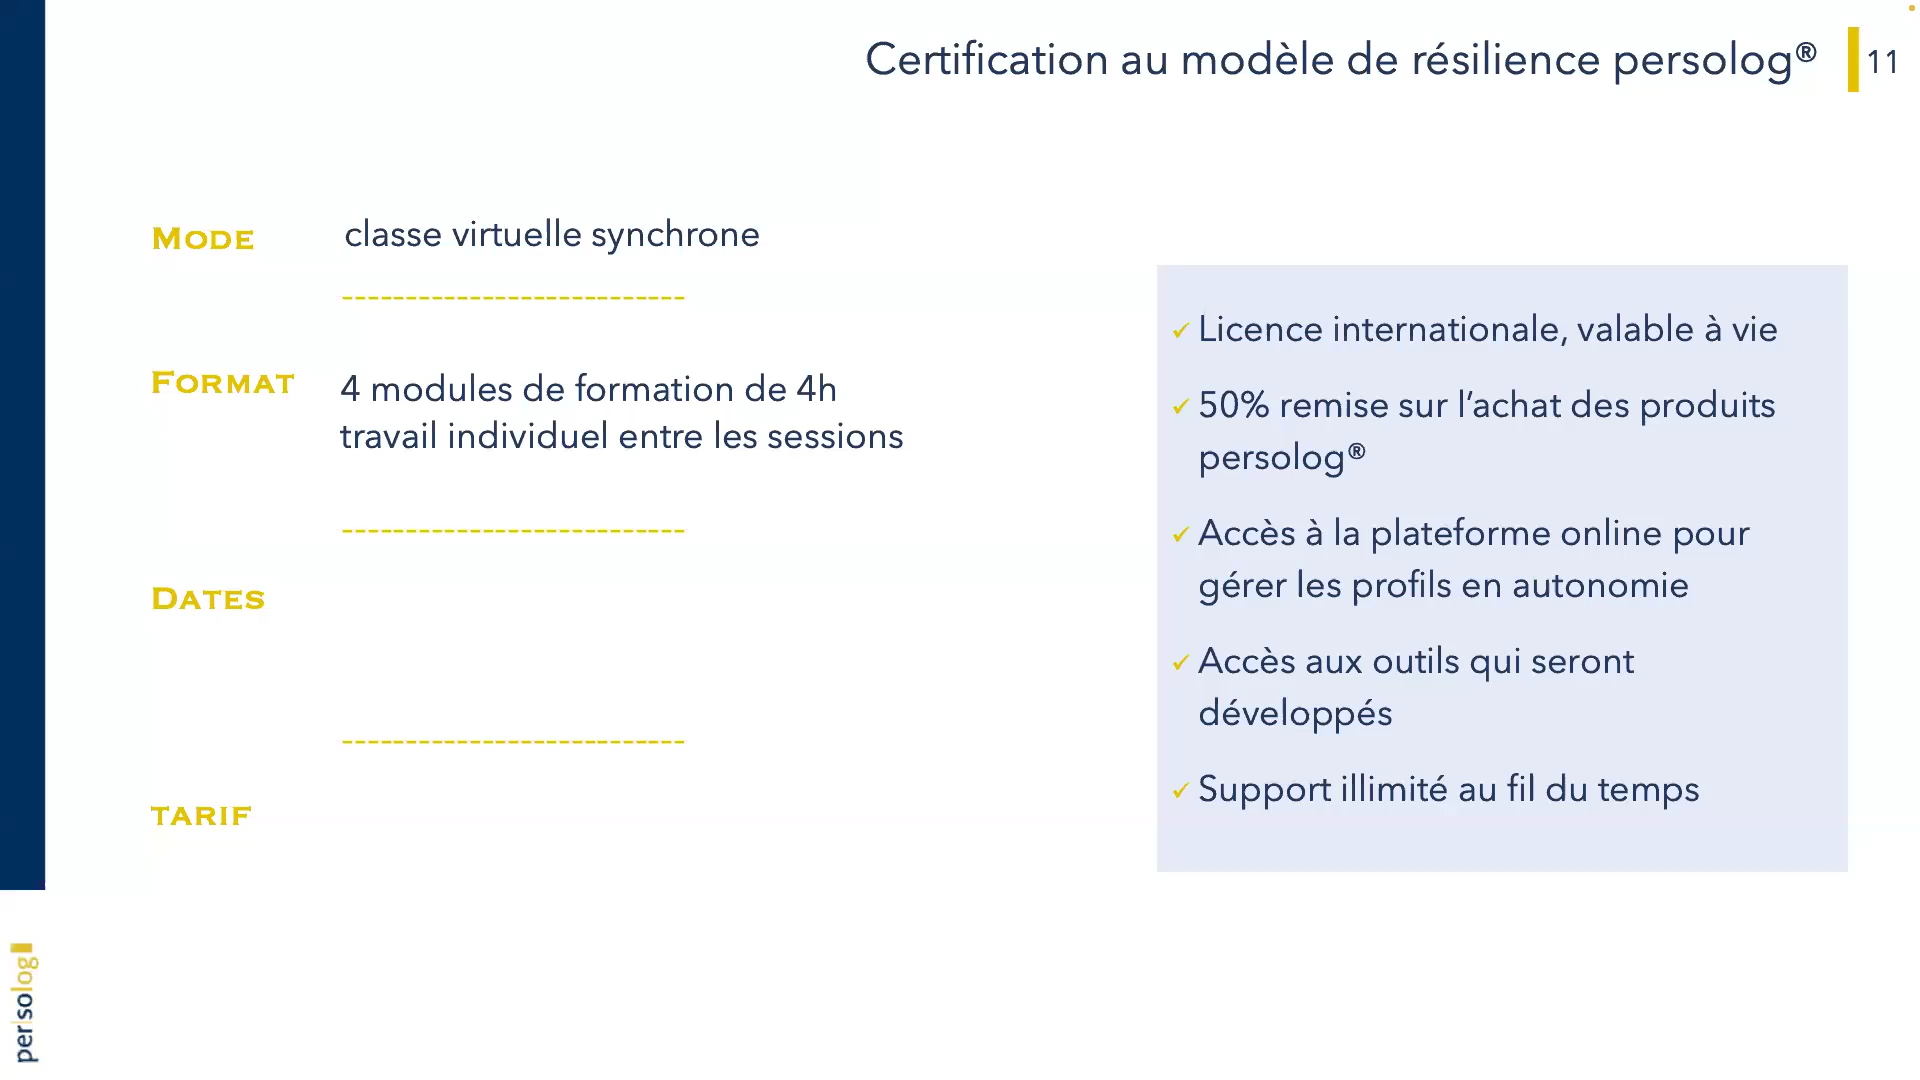 Certification au modèle de résilience persolog®
11
MODE
classe virtuelle synchrone
---------------------------
FORMAT
4 modules de formation de 4h
travail individuel entre les sessions
---------------------------
DATES
---------------------------
TARIF
✓ Licence internationale, valable à vie
✓ 50% remise sur l’achat des produits
persolog®
✓ Accès à la plateforme online pour
gérer les profils en autonomie
✓ Accès aux outils qui seront
développés
✓ Support illimité au fil du temps
persolog